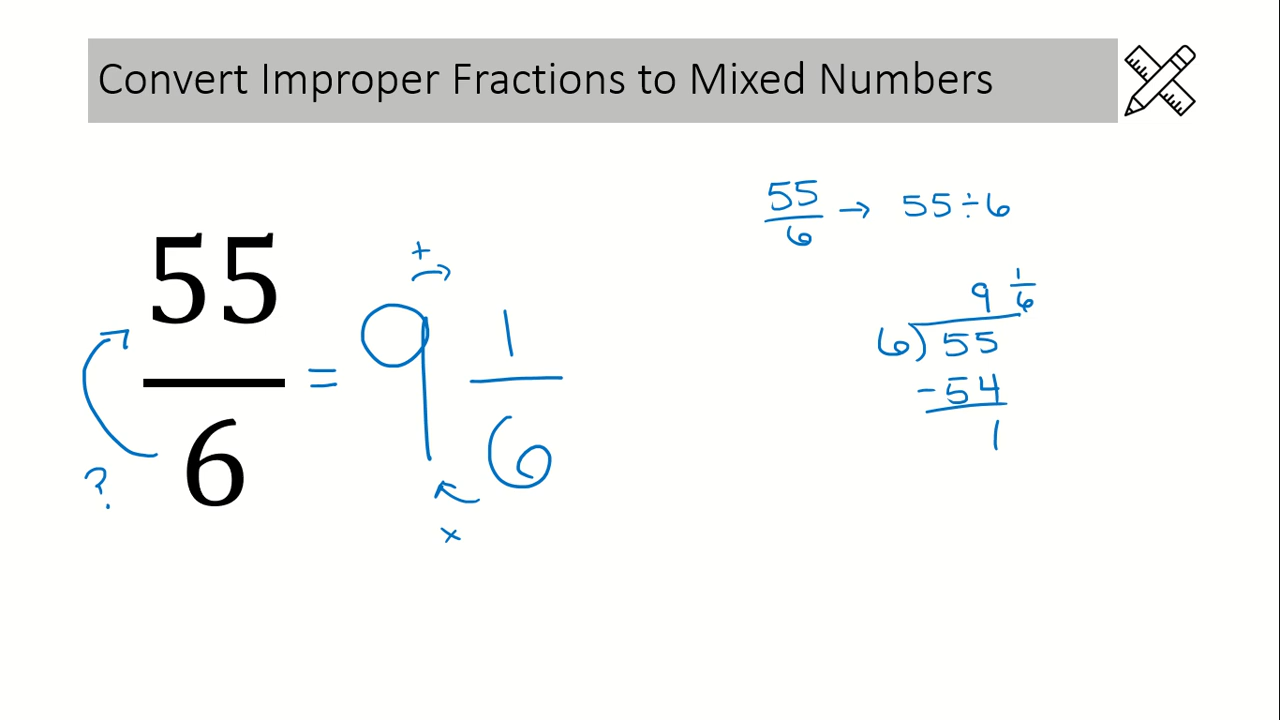 Convert Improper Fractions to Mixed Numbers
55/6 = 9 1/6
?
+
x
55/6 → 55÷6
9 1/6
6)55
-54
1